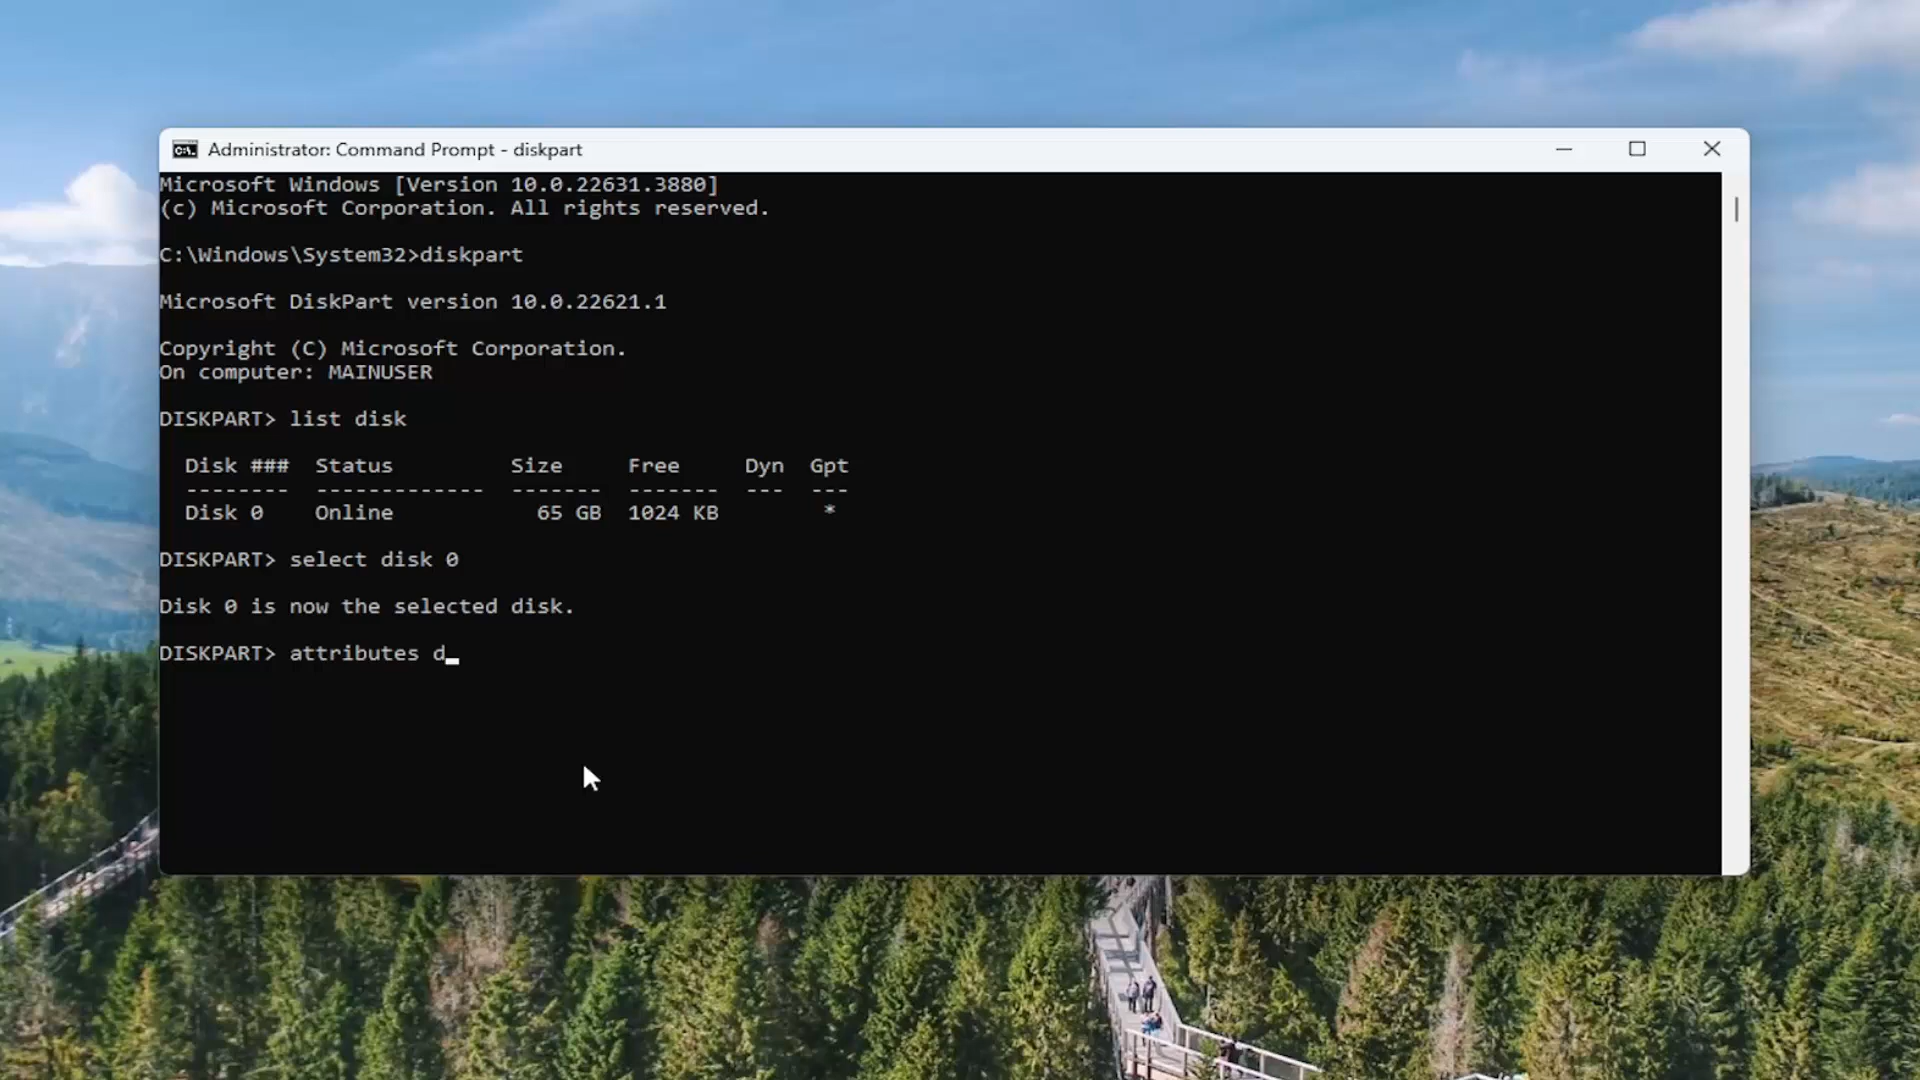 Administrator: Command Prompt - diskpart
Microsoft Windows [Version 10.0.22631.3880]
(c) Microsoft Corporation. All rights reserved.
C:\Windows\System32>diskpart
Microsoft DiskPart version 10.0.22621.1
Copyright (C) Microsoft Corporation.
On computer: MAINUSER
DISKPART> list disk
Disk ###  Status         Size     Free     Dyn  Gpt
--------  -------------  -------  -------  ---  ---
Disk 0    Online           65 GB  1024 KB        *
DISKPART> select disk 0
Disk 0 is now the selected disk.
DISKPART> attributes d_